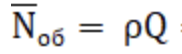 N̅об = ρQ